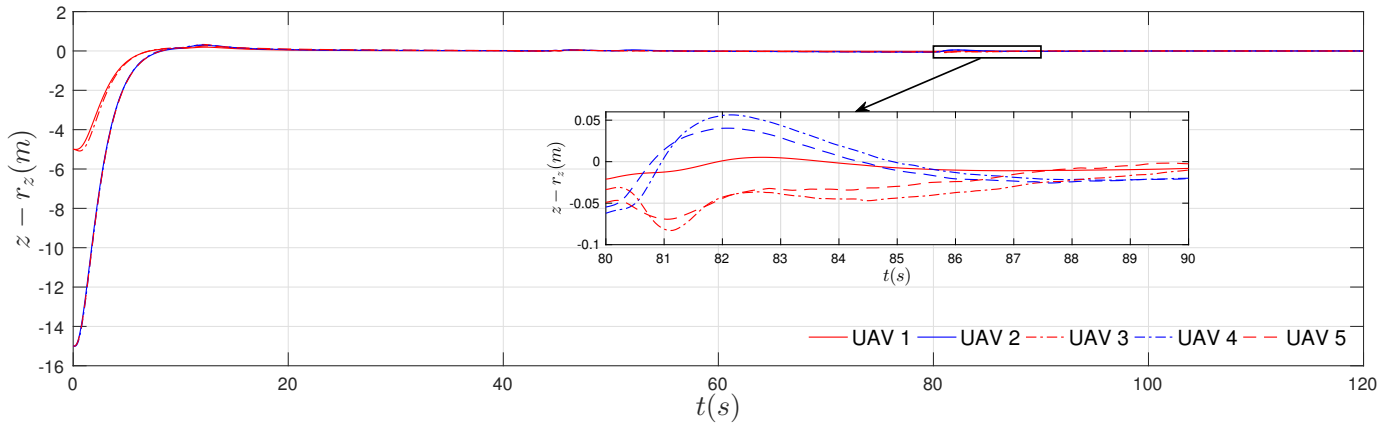 2
0
-2
-4
-6
-8
-10
-12
-14
-16
z − r_z(m)
0 20 40 60 80 100 120
t(s)
0.05
0
-0.05
-0.1
z − r_z(m)
80 81 82 83 84 85 86 87 88 89 90
t(s)
UAV 1 UAV 2 UAV 3 UAV 4 UAV 5